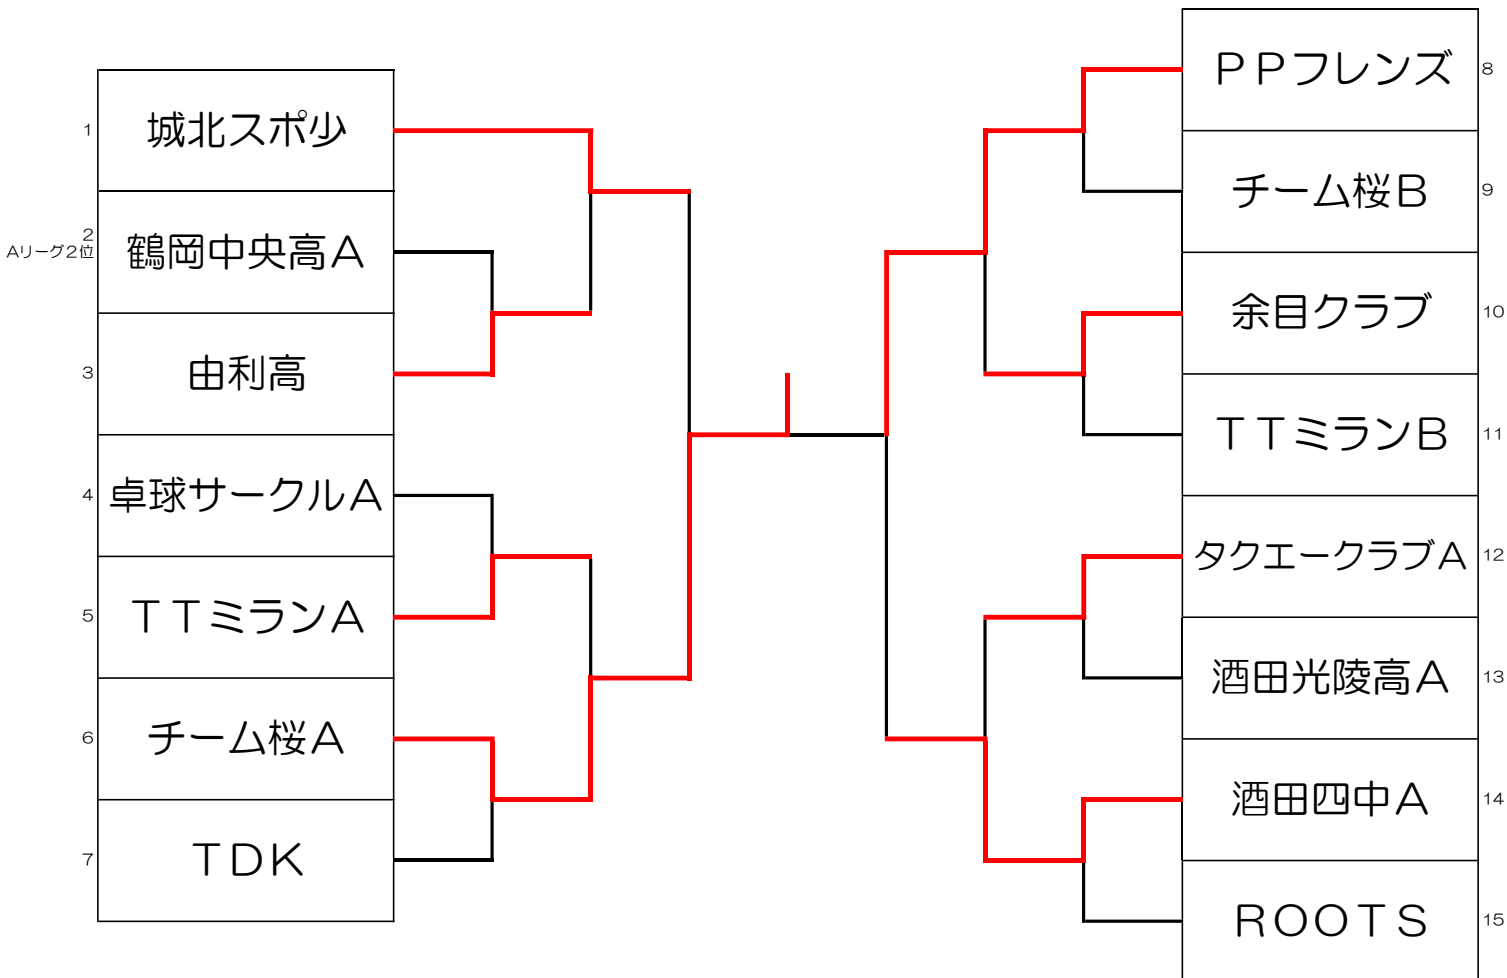 1
城北スポ少
2
Aリーグ2位
鶴岡中央高A
3
由利高
4
卓球サークルA
5
TTミランA
6
チーム桜A
7
TDK
PPフレンズ
8
チーム桜B
9
余目クラブ
10
TTミランB
11
タクエークラブA
12
酒田光陵高A
13
酒田四中A
14
ROOTS
15